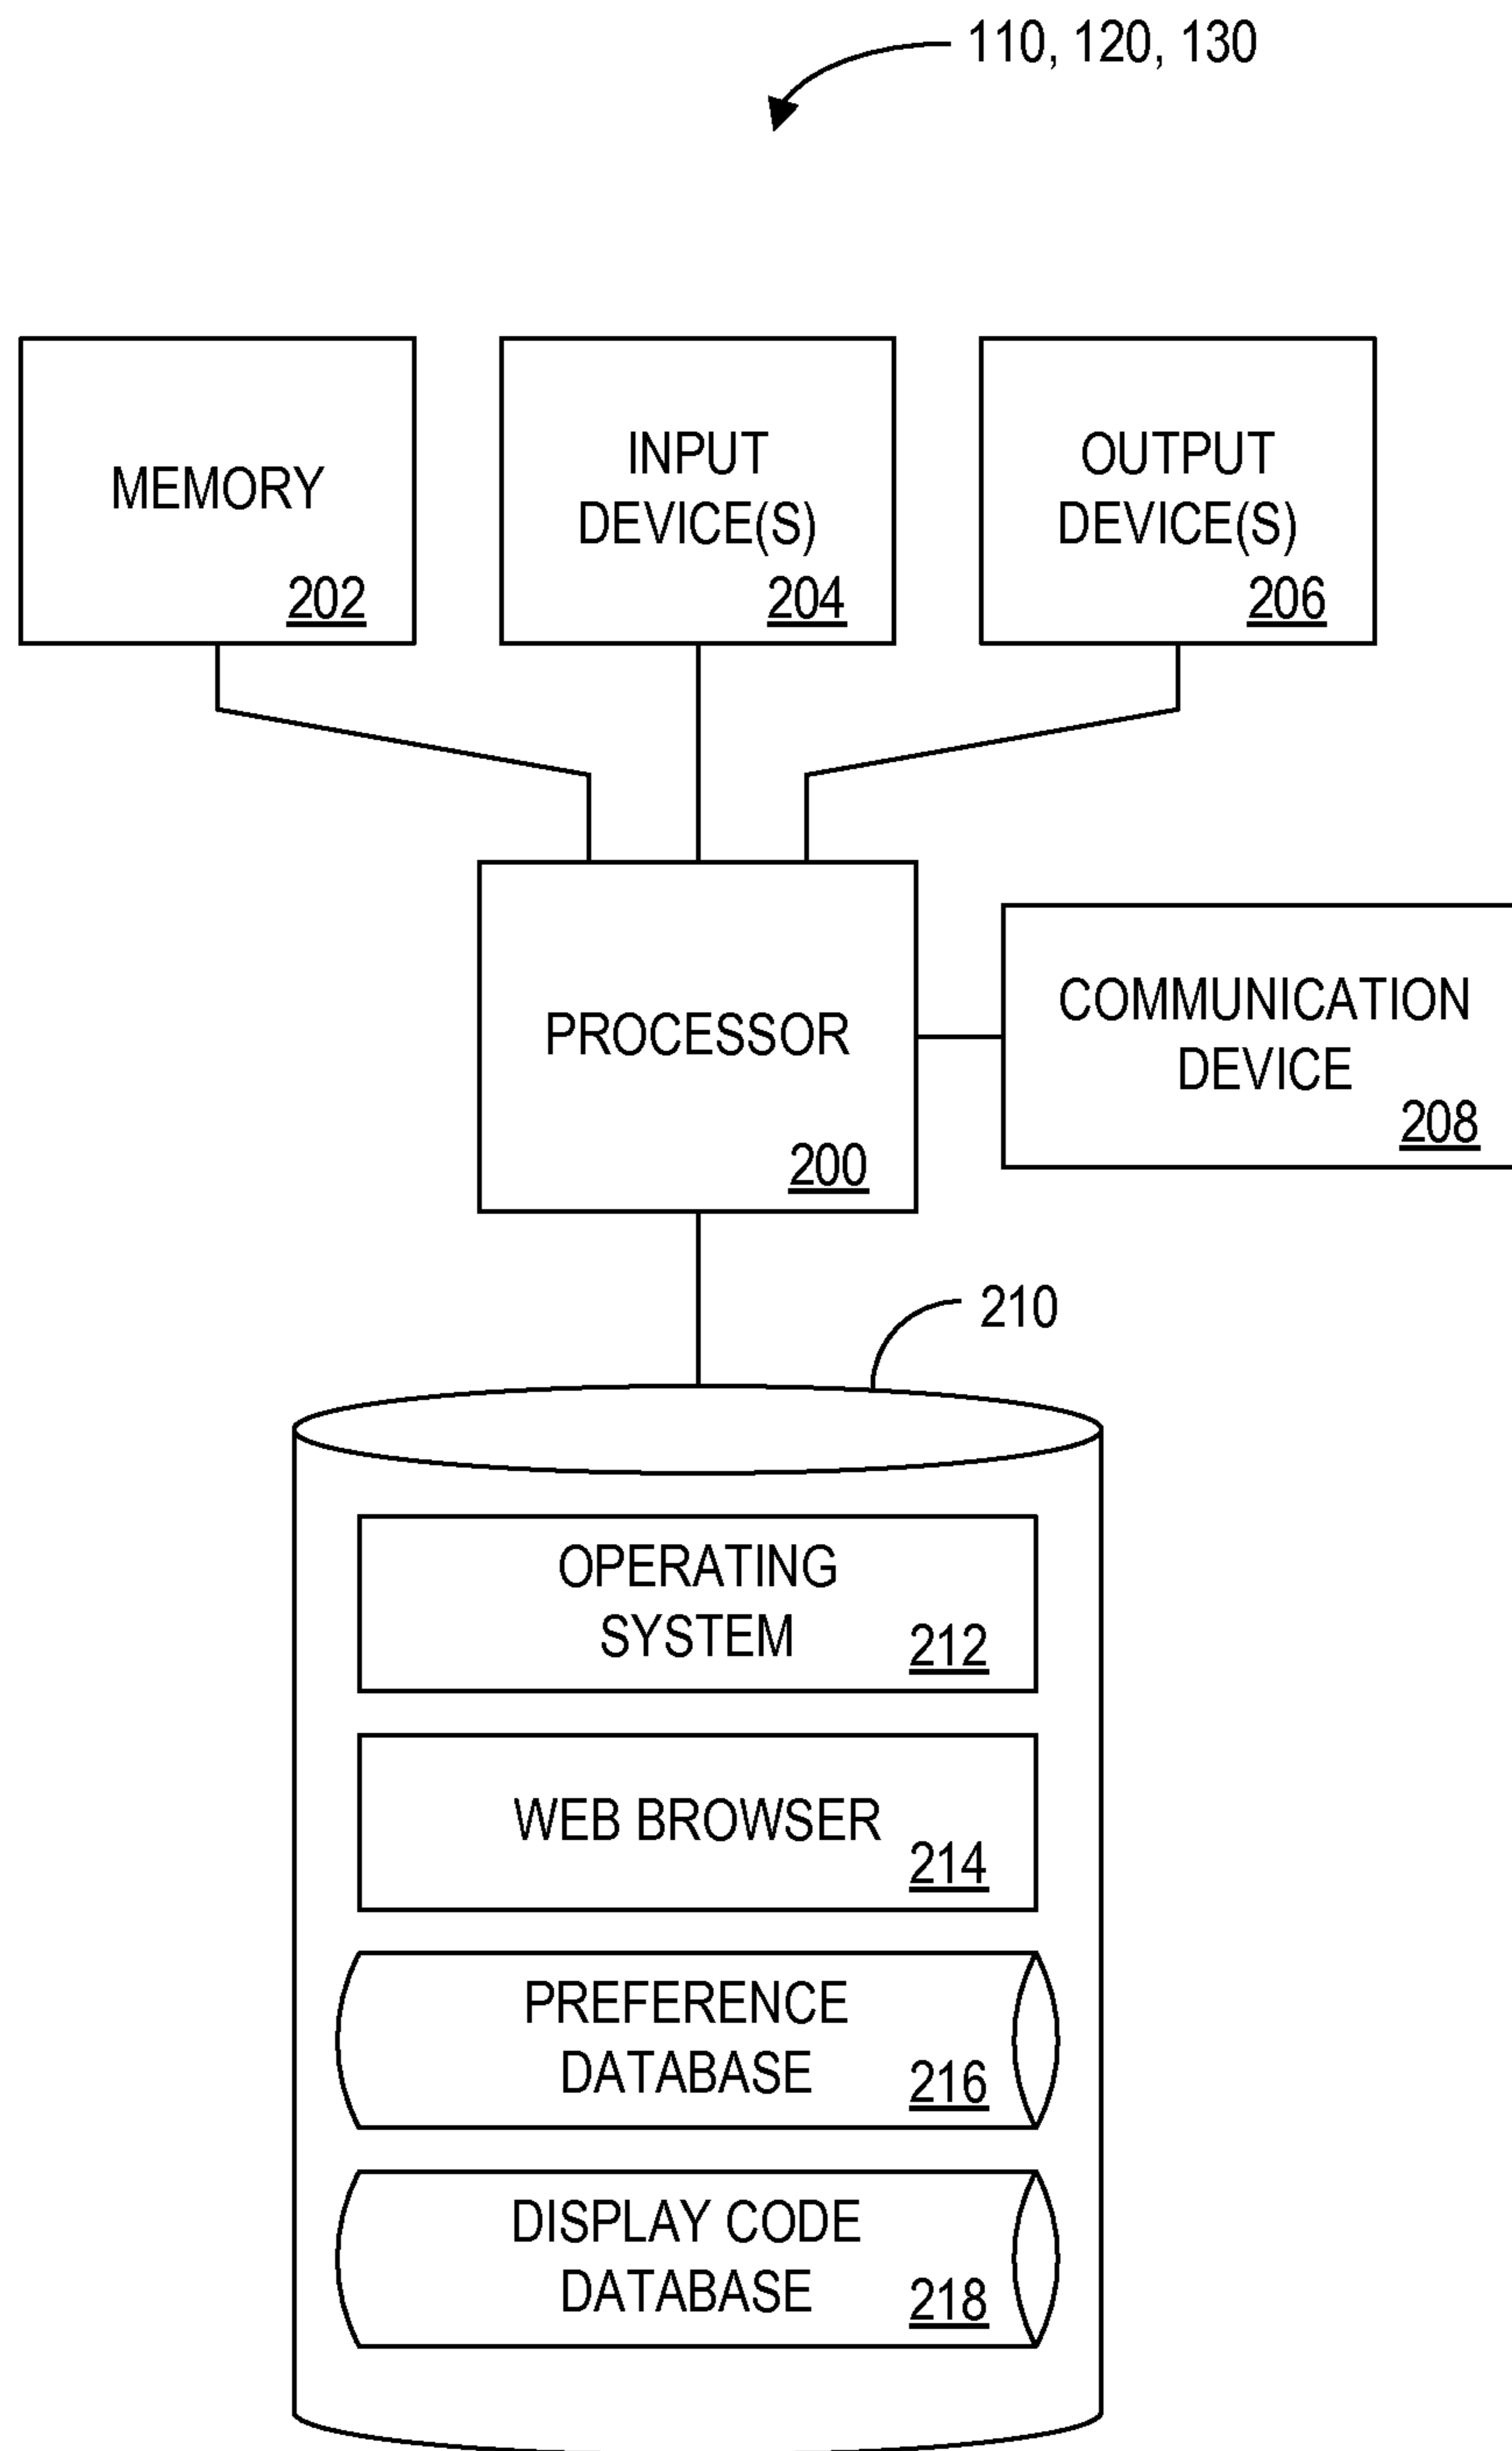 110, 120, 130
MEMORY
202
INPUT
DEVICE(S)
204
OUTPUT
DEVICE(S)
206
PROCESSOR
200
COMMUNICATION
DEVICE
208
210
OPERATING
SYSTEM
212
WEB BROWSER
214
PREFERENCE
DATABASE
216
DISPLAY CODE
DATABASE
218